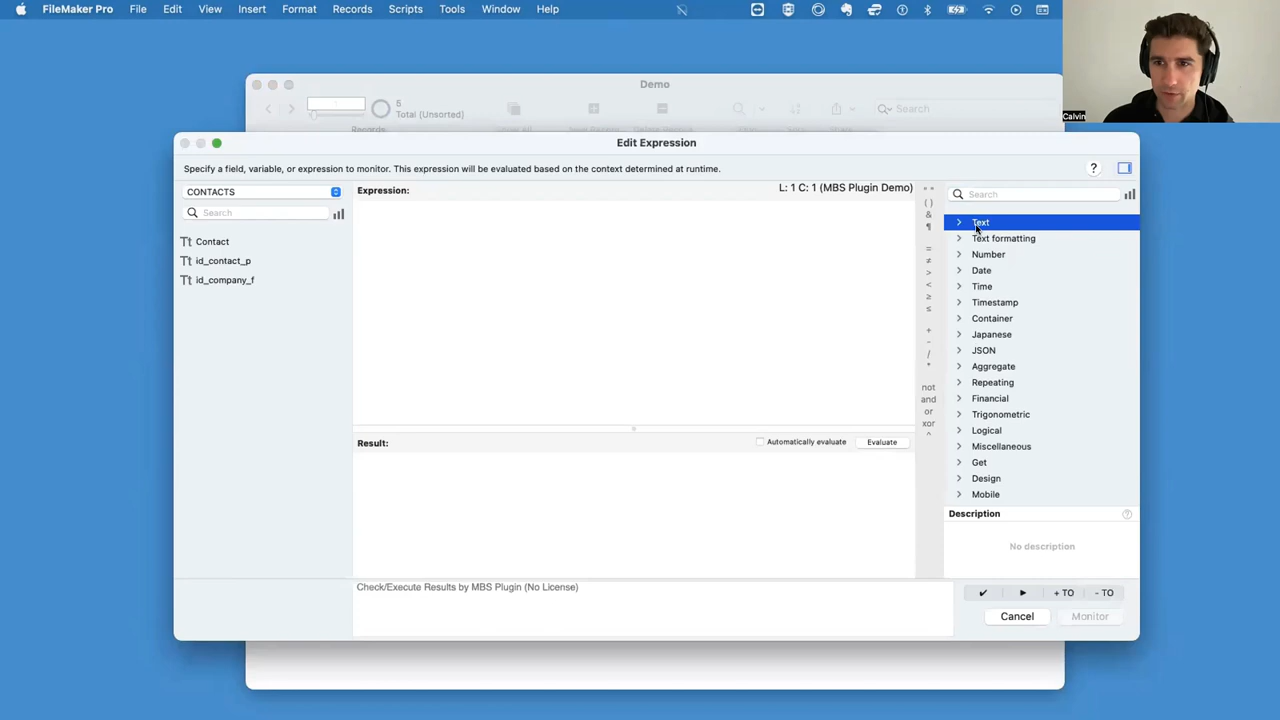 FileMaker Pro File Edit View Insert Format Records Scripts Tools Window Help
Calvin
Demo
5
Total (Unsorted)
Search
Edit Expression
Specify a field, variable, or expression to monitor. This expression will be evaluated based on the context determined at runtime.
CONTACTS
Search
Contact
id_contact_p
id_company_f
Expression:
L: 1 C: 1 (MBS Plugin Demo)
" "
( )
&
¶
=
≠
>
<
≥
≤
+
-
/
*
not
and
or
xor
^
Search
Text
Text formatting
Number
Date
Time
Timestamp
Container
Japanese
JSON
Aggregate
Repeating
Financial
Trigonometric
Logical
Miscellaneous
Get
Design
Mobile
Result:
Automatically evaluate
Evaluate
Description
No description
Check/Execute Results by MBS Plugin (No License)
+ TO
- TO
Cancel
Monitor